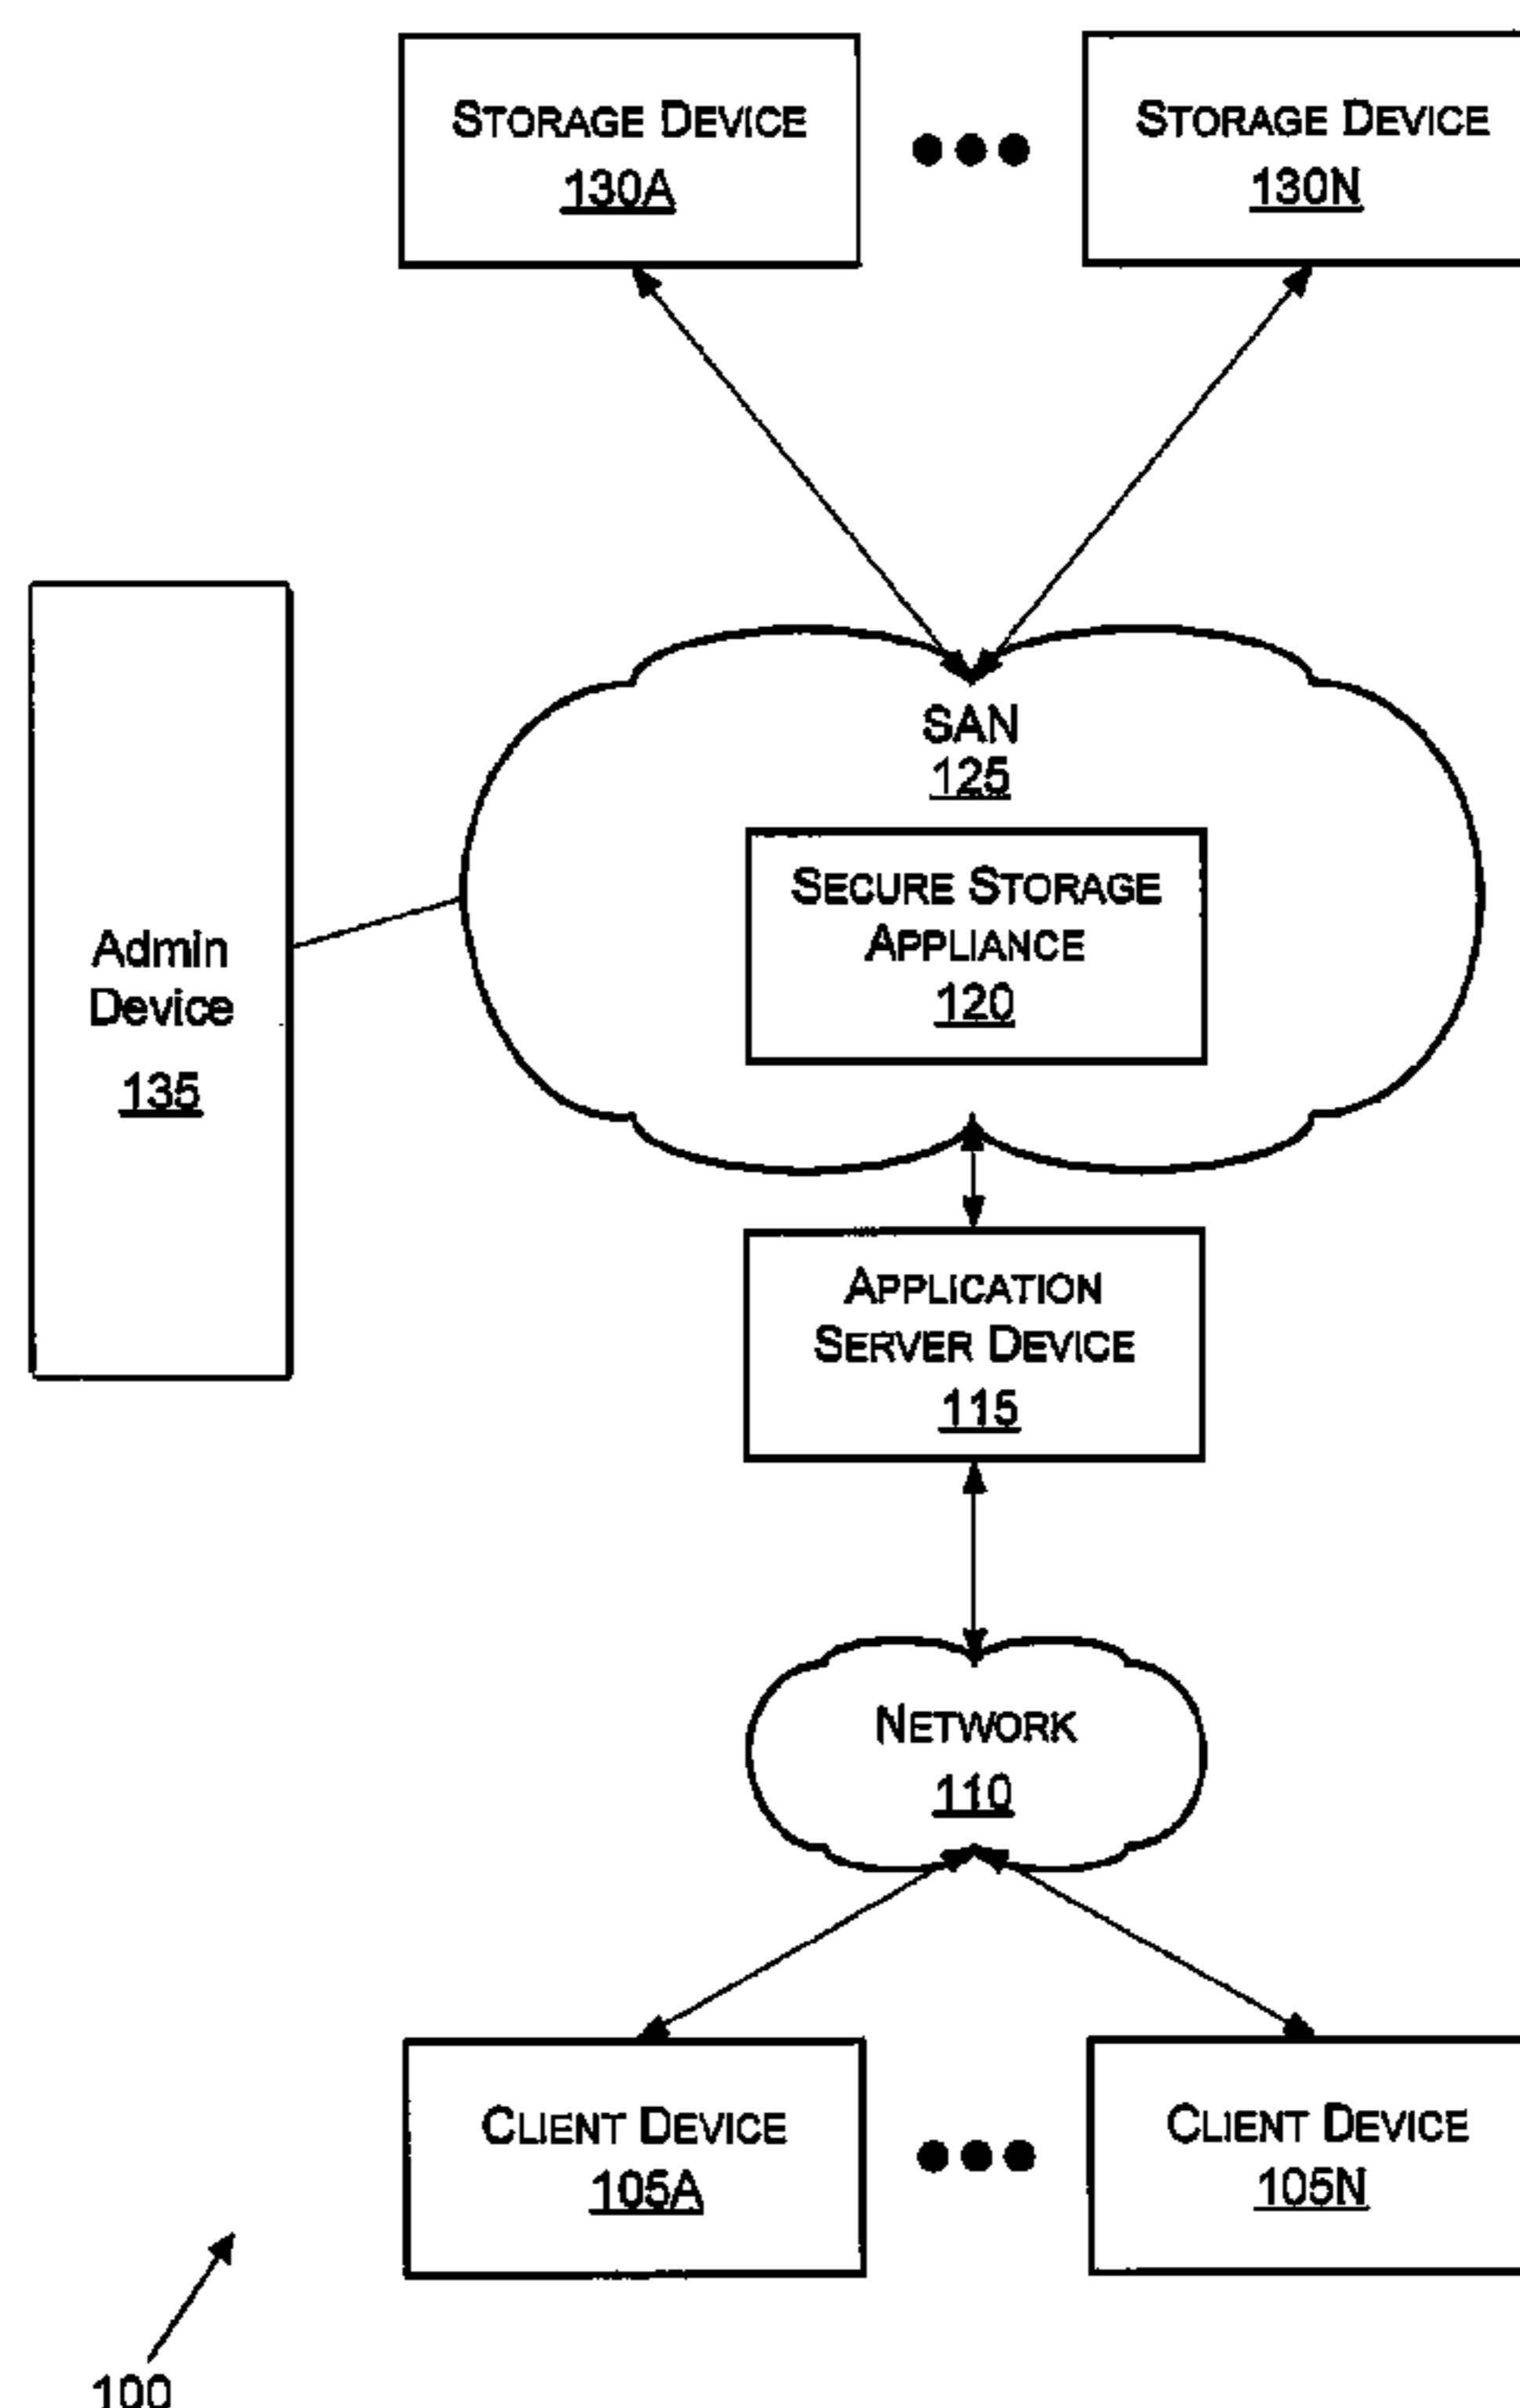 STORAGE DEVICE
130A
STORAGE DEVICE
130N
SAN
125
SECURE STORAGE
APPLIANCE
120
Admin
Device
135
APPLICATION
SERVER DEVICE
115
NETWORK
110
CLIENT DEVICE
105A
CLIENT DEVICE
105N
100